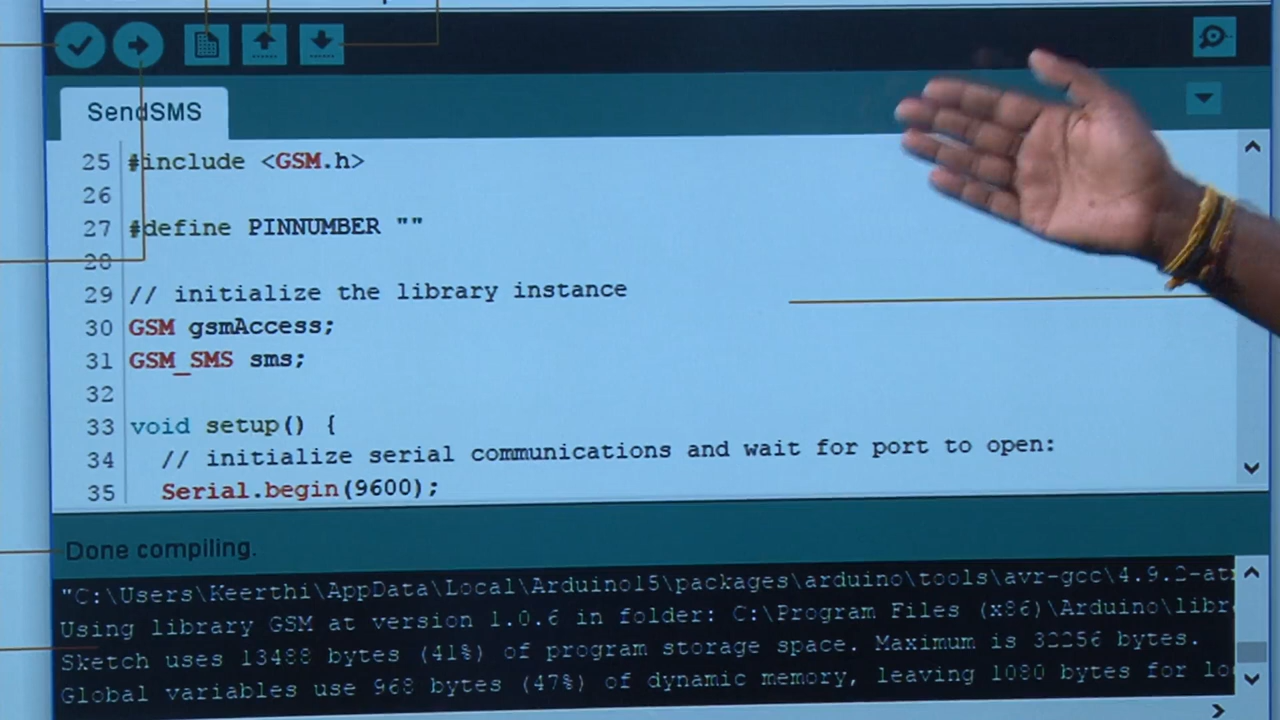 SendSMS
25 #include <GSM.h>
26
27 #define PINNUMBER ""
28
29 // initialize the library instance
30 GSM gsmAccess;
31 GSM_SMS sms;
32
33 void setup() {
34 // initialize serial communications and wait for port to open:
35 Serial.begin(9600);
Done compiling.
"C:\Users\Keerthi\AppData\Local\Arduino15\packages\arduino\tools\avr-gcc\4.9.2-at
Using library GSM at version 1.0.6 in folder: C:\Program Files (x86)\Arduino\libr
Sketch uses 13488 bytes (41%) of program storage space. Maximum is 32256 bytes.
Global variables use 968 bytes (47%) of dynamic memory, leaving 1080 bytes for lo